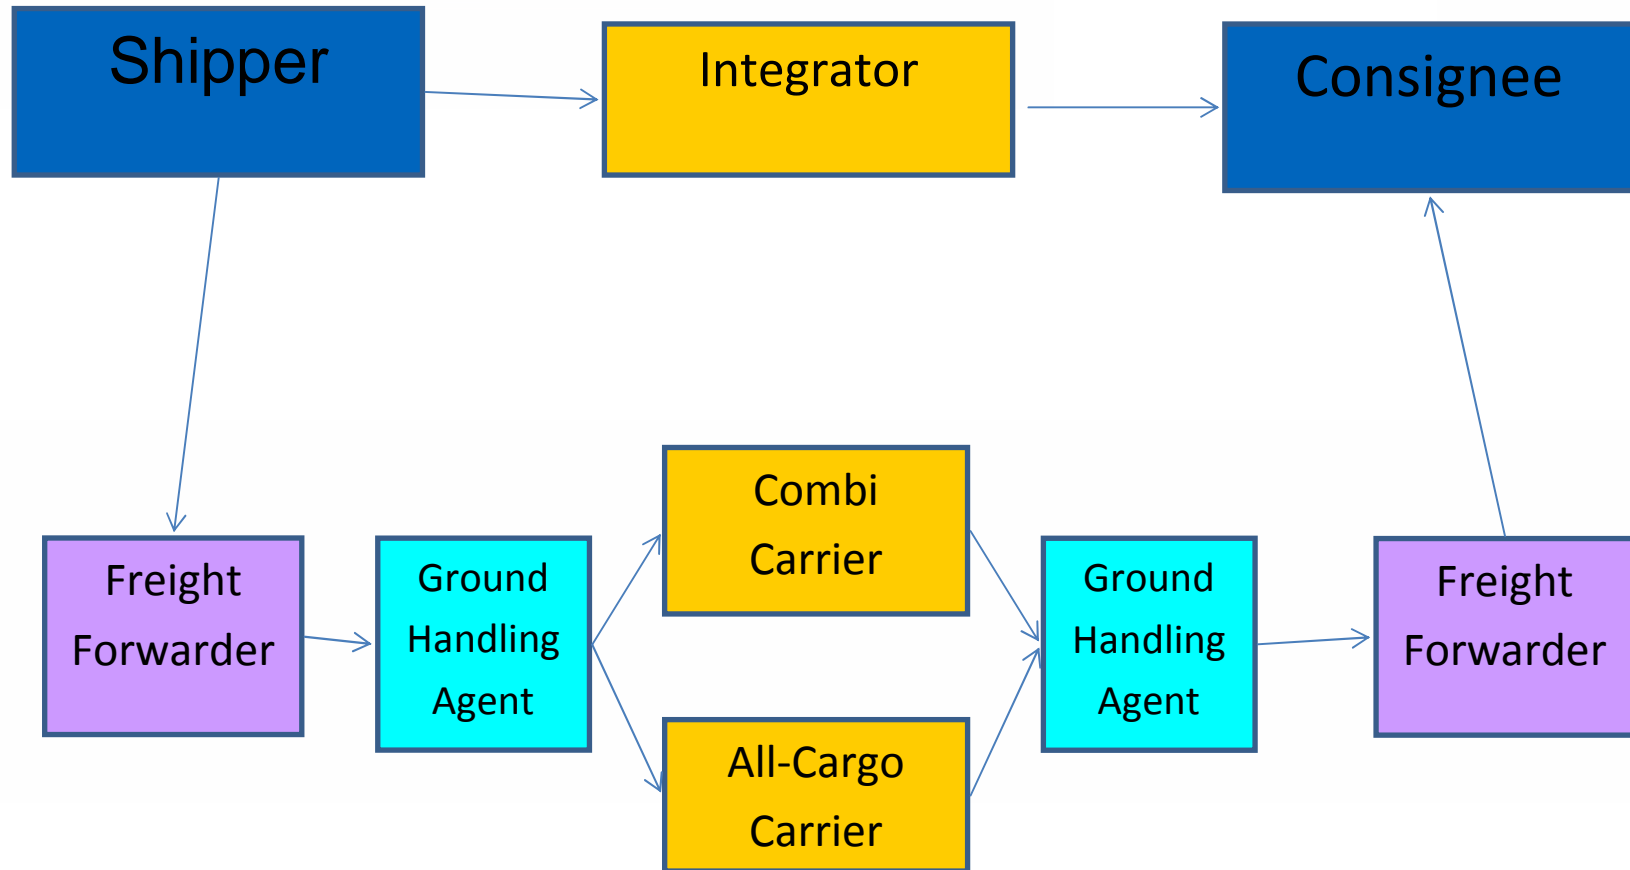 Shipper
Integrator
Consignee
Freight
Forwarder
Ground
Handling
Agent
Combi
Carrier
All-Cargo
Carrier
Ground
Handling
Agent
Freight
Forwarder